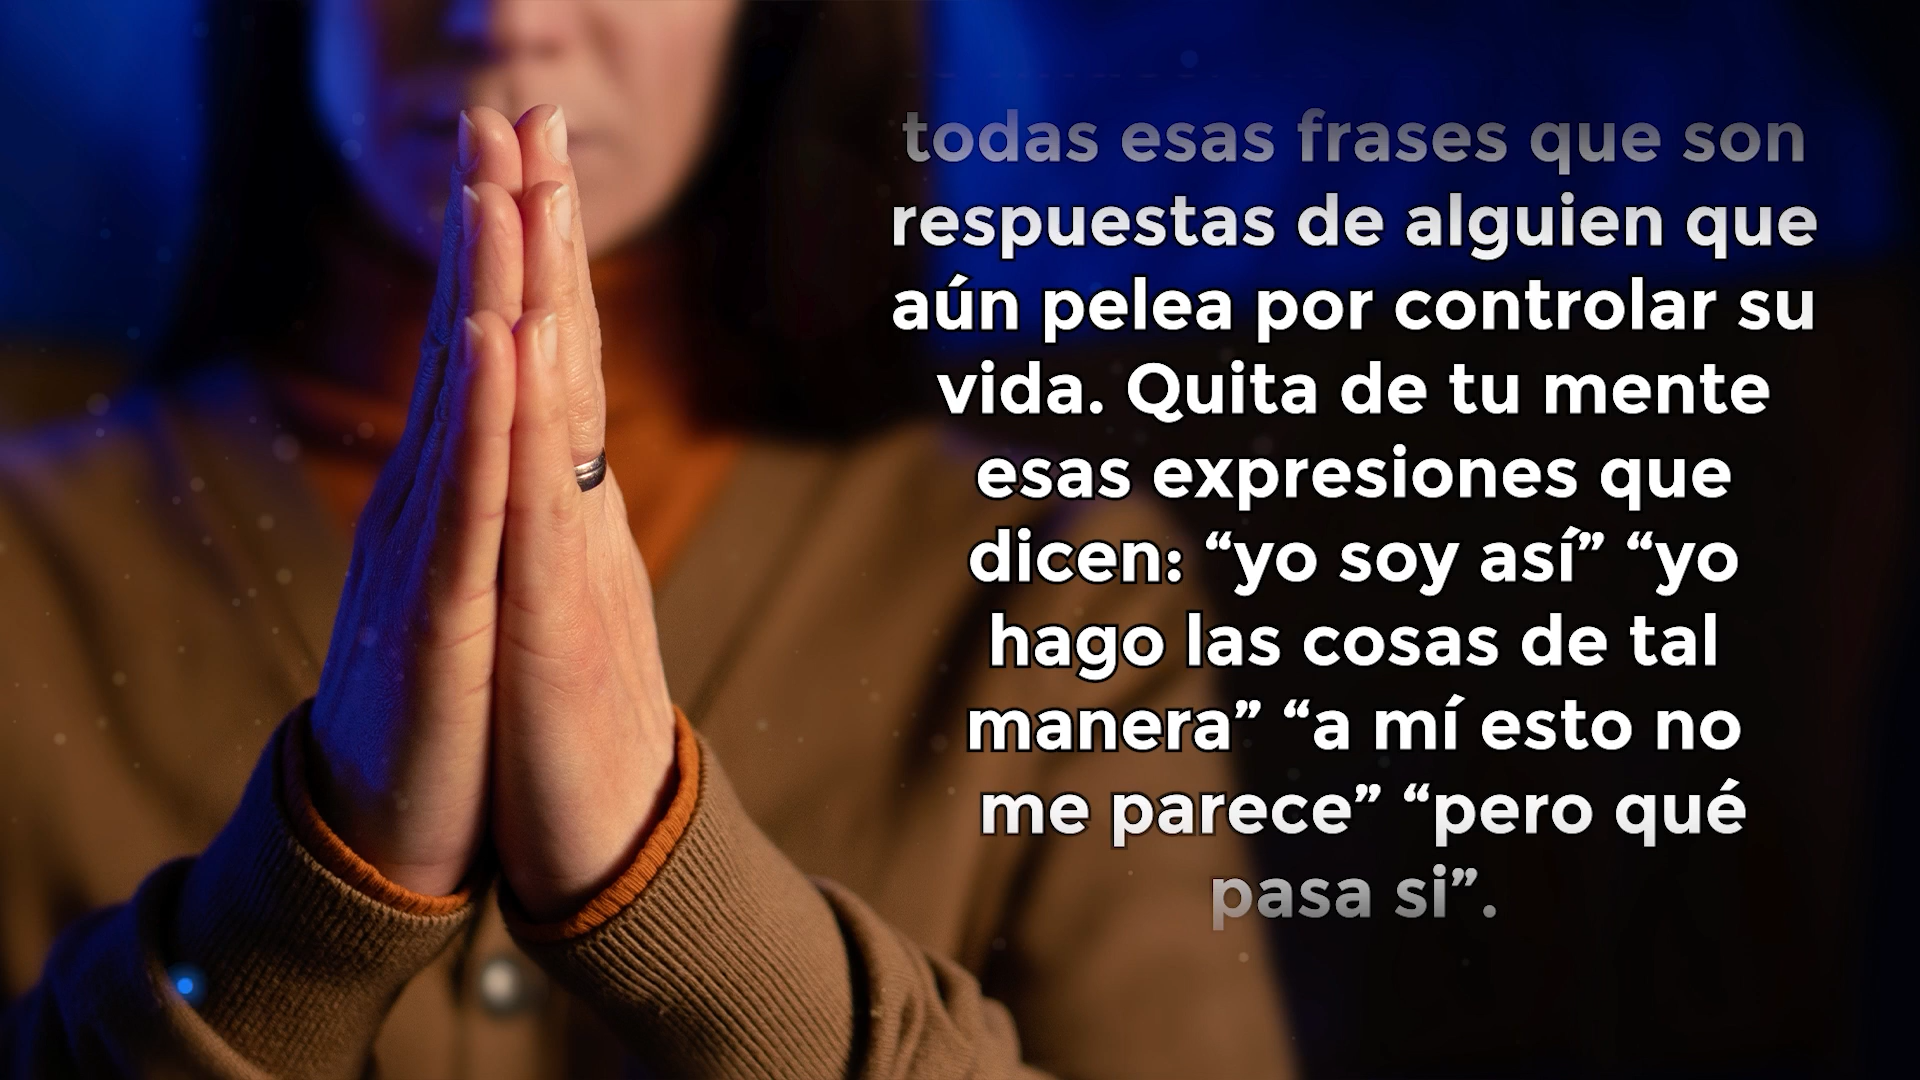 todas esas frases que son
respuestas de alguien que
aún pelea por controlar su
vida. Quita de tu mente
esas expresiones que
dicen: “yo soy así” “yo
hago las cosas de tal
manera” “a mí esto no
me parece” “pero qué
pasa si”.